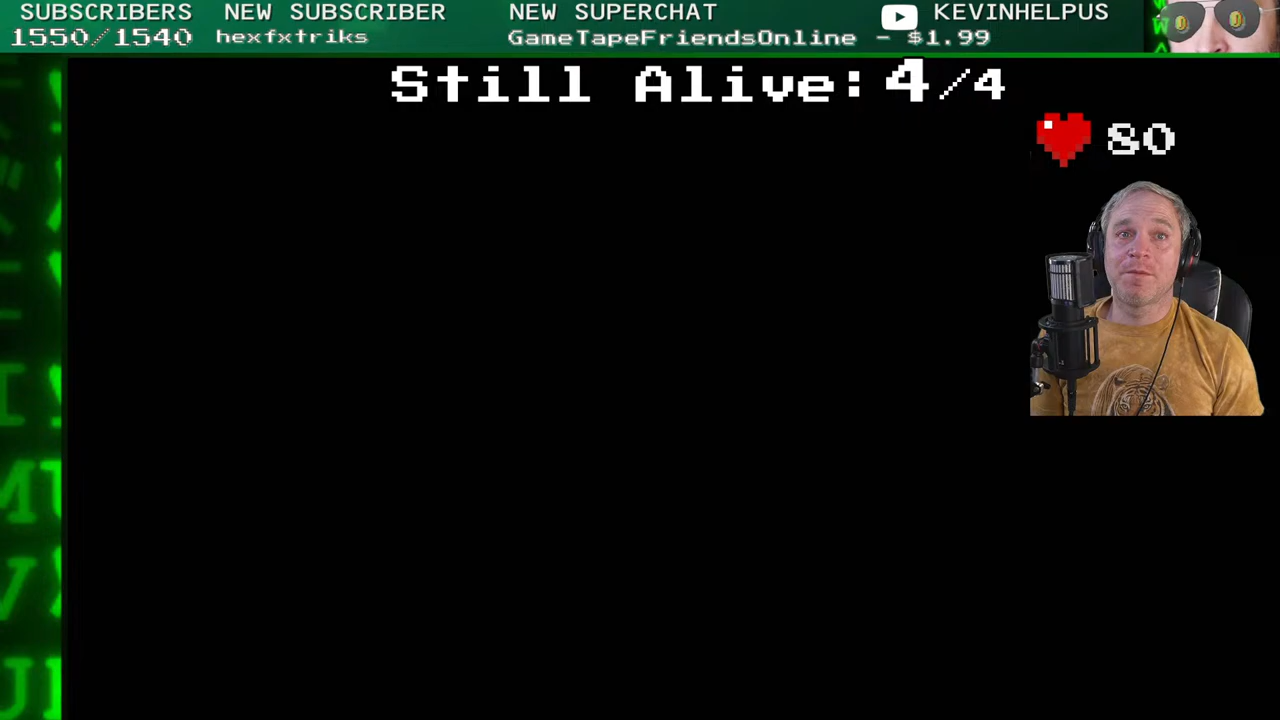 SUBSCRIBERS NEW SUBSCRIBER NEW SUPERCHAT KEVINHELPUS
1550/1540 hexfxtriks GameTapeFriendsOnline - $1.99
Still Alive: 4/4
80